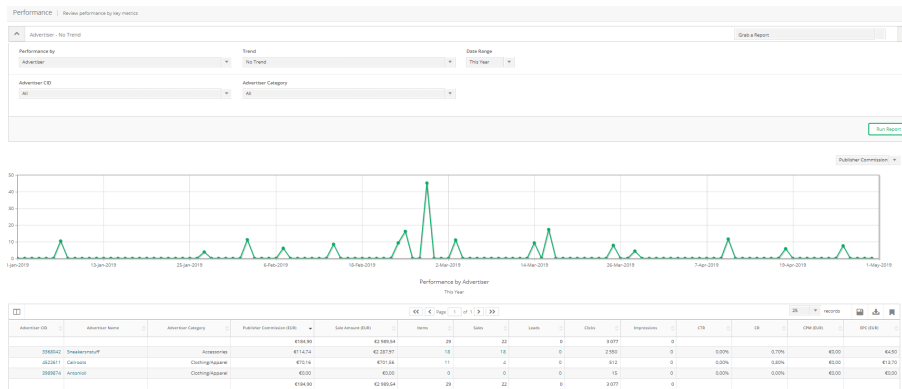 Performance | Review performance by key metrics
Advertiser - No Trend
Grab a Report
Performance by Trend Date Range
Advertiser No Trend This Year
Advertiser CID Advertiser Category
All All
Run Report
Publisher Commission
50
40
30
20
10
0
1-Jan-2019 13-Jan-2019 25-Jan-2019 6-Feb-2019 18-Feb-2019 2-Mar-2019 14-Mar-2019 26-Mar-2019 7-Apr-2019 19-Apr-2019 1-May-2019
Performance by Advertiser
This Year
Page 1 of 1 25 records
Advertiser CID Advertiser Name Advertiser Category Publisher Commission (EUR) Sale Amount (EUR) Items Sales Leads Clicks Impressions CTR CR CPM (EUR) EPC (EUR)
€184,90 €2 989,54 29 22 0 3 077 0
Sneakersnstuff Accessories €114,74 €2 287,97 18 18 0 2 550 0 0,00% 0,70% €0,00 €4,50
Caliroots Clothing/Apparel €70,16 €701,56 11 4 0 512 0 0,00% 0,80% €0,00 €13,70
Antonioli Clothing/Apparel €0,00 €0,00 0 0 0 15 0 0,00% 0,00% €0,00 €0,00
€184,90 €2 989,54 29 22 0 3 077 0